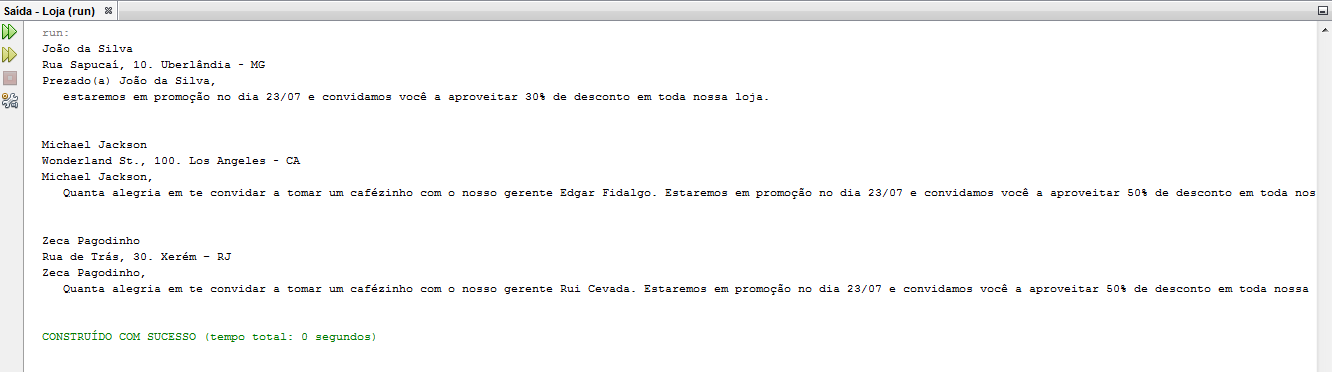 Saída - Loja (run)
run:
João da Silva
Rua Sapucaí, 10. Uberlândia - MG
Prezado(a) João da Silva,
estaremos em promoção no dia 23/07 e convidamos você a aproveitar 30% de desconto em toda nossa loja.
Michael Jackson
Wonderland St., 100. Los Angeles - CA
Michael Jackson,
Quanta alegria em te convidar a tomar um cafézinho com o nosso gerente Edgar Fidalgo. Estaremos em promoção no dia 23/07 e convidamos você a aproveitar 50% de desconto em toda nos
Zeca Pagodinho
Rua de Trás, 30. Xerém - RJ
Zeca Pagodinho,
Quanta alegria em te convidar a tomar um cafézinho com o nosso gerente Rui Cevada. Estaremos em promoção no dia 23/07 e convidamos você a aproveitar 50% de desconto em toda nossa
CONSTRUÍDO COM SUCESSO (tempo total: 0 segundos)